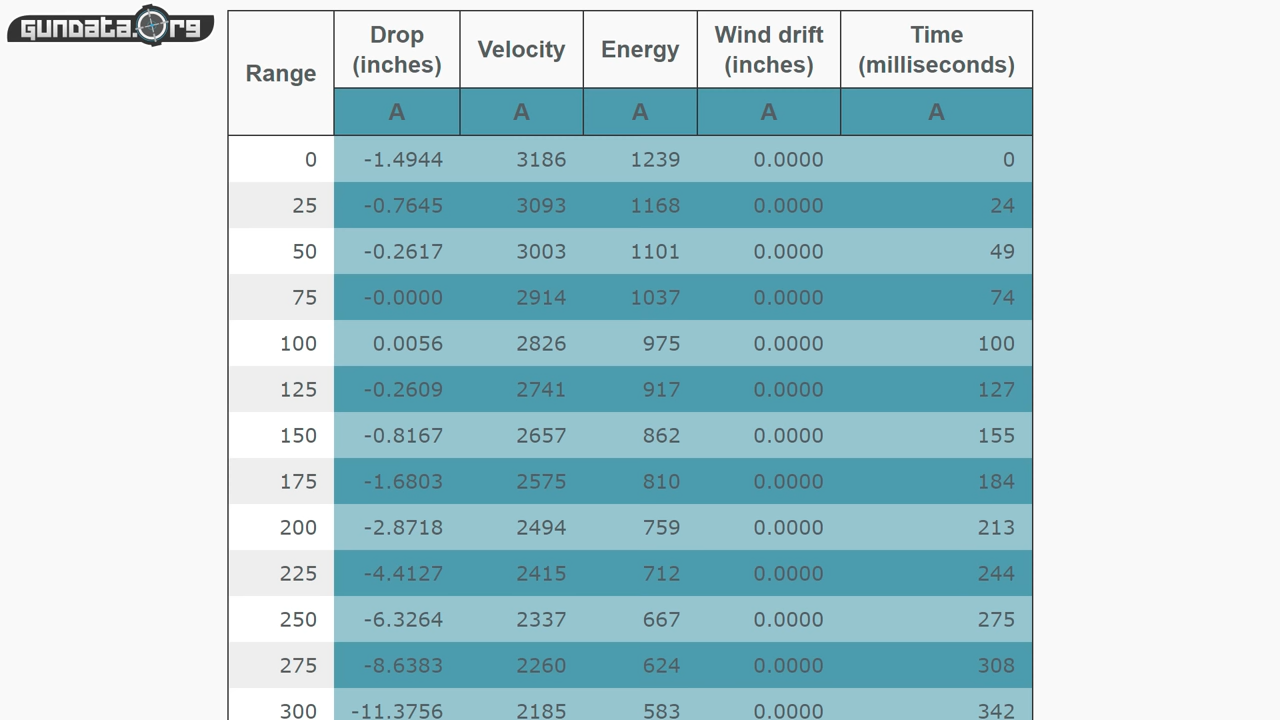 gundata.org
Range Drop (inches) Velocity Energy Wind drift (inches) Time (milliseconds)
A A A A A
0 -1.4944 3186 1239 0.0000 0
25 -0.7645 3093 1168 0.0000 24
50 -0.2617 3003 1101 0.0000 49
75 -0.0000 2914 1037 0.0000 74
100 0.0056 2826 975 0.0000 100
125 -0.2609 2741 917 0.0000 127
150 -0.8167 2657 862 0.0000 155
175 -1.6803 2575 810 0.0000 184
200 -2.8718 2494 759 0.0000 213
225 -4.4127 2415 712 0.0000 244
250 -6.3264 2337 667 0.0000 275
275 -8.6383 2260 624 0.0000 308
300 -11.3756 2185 583 0.0000 342